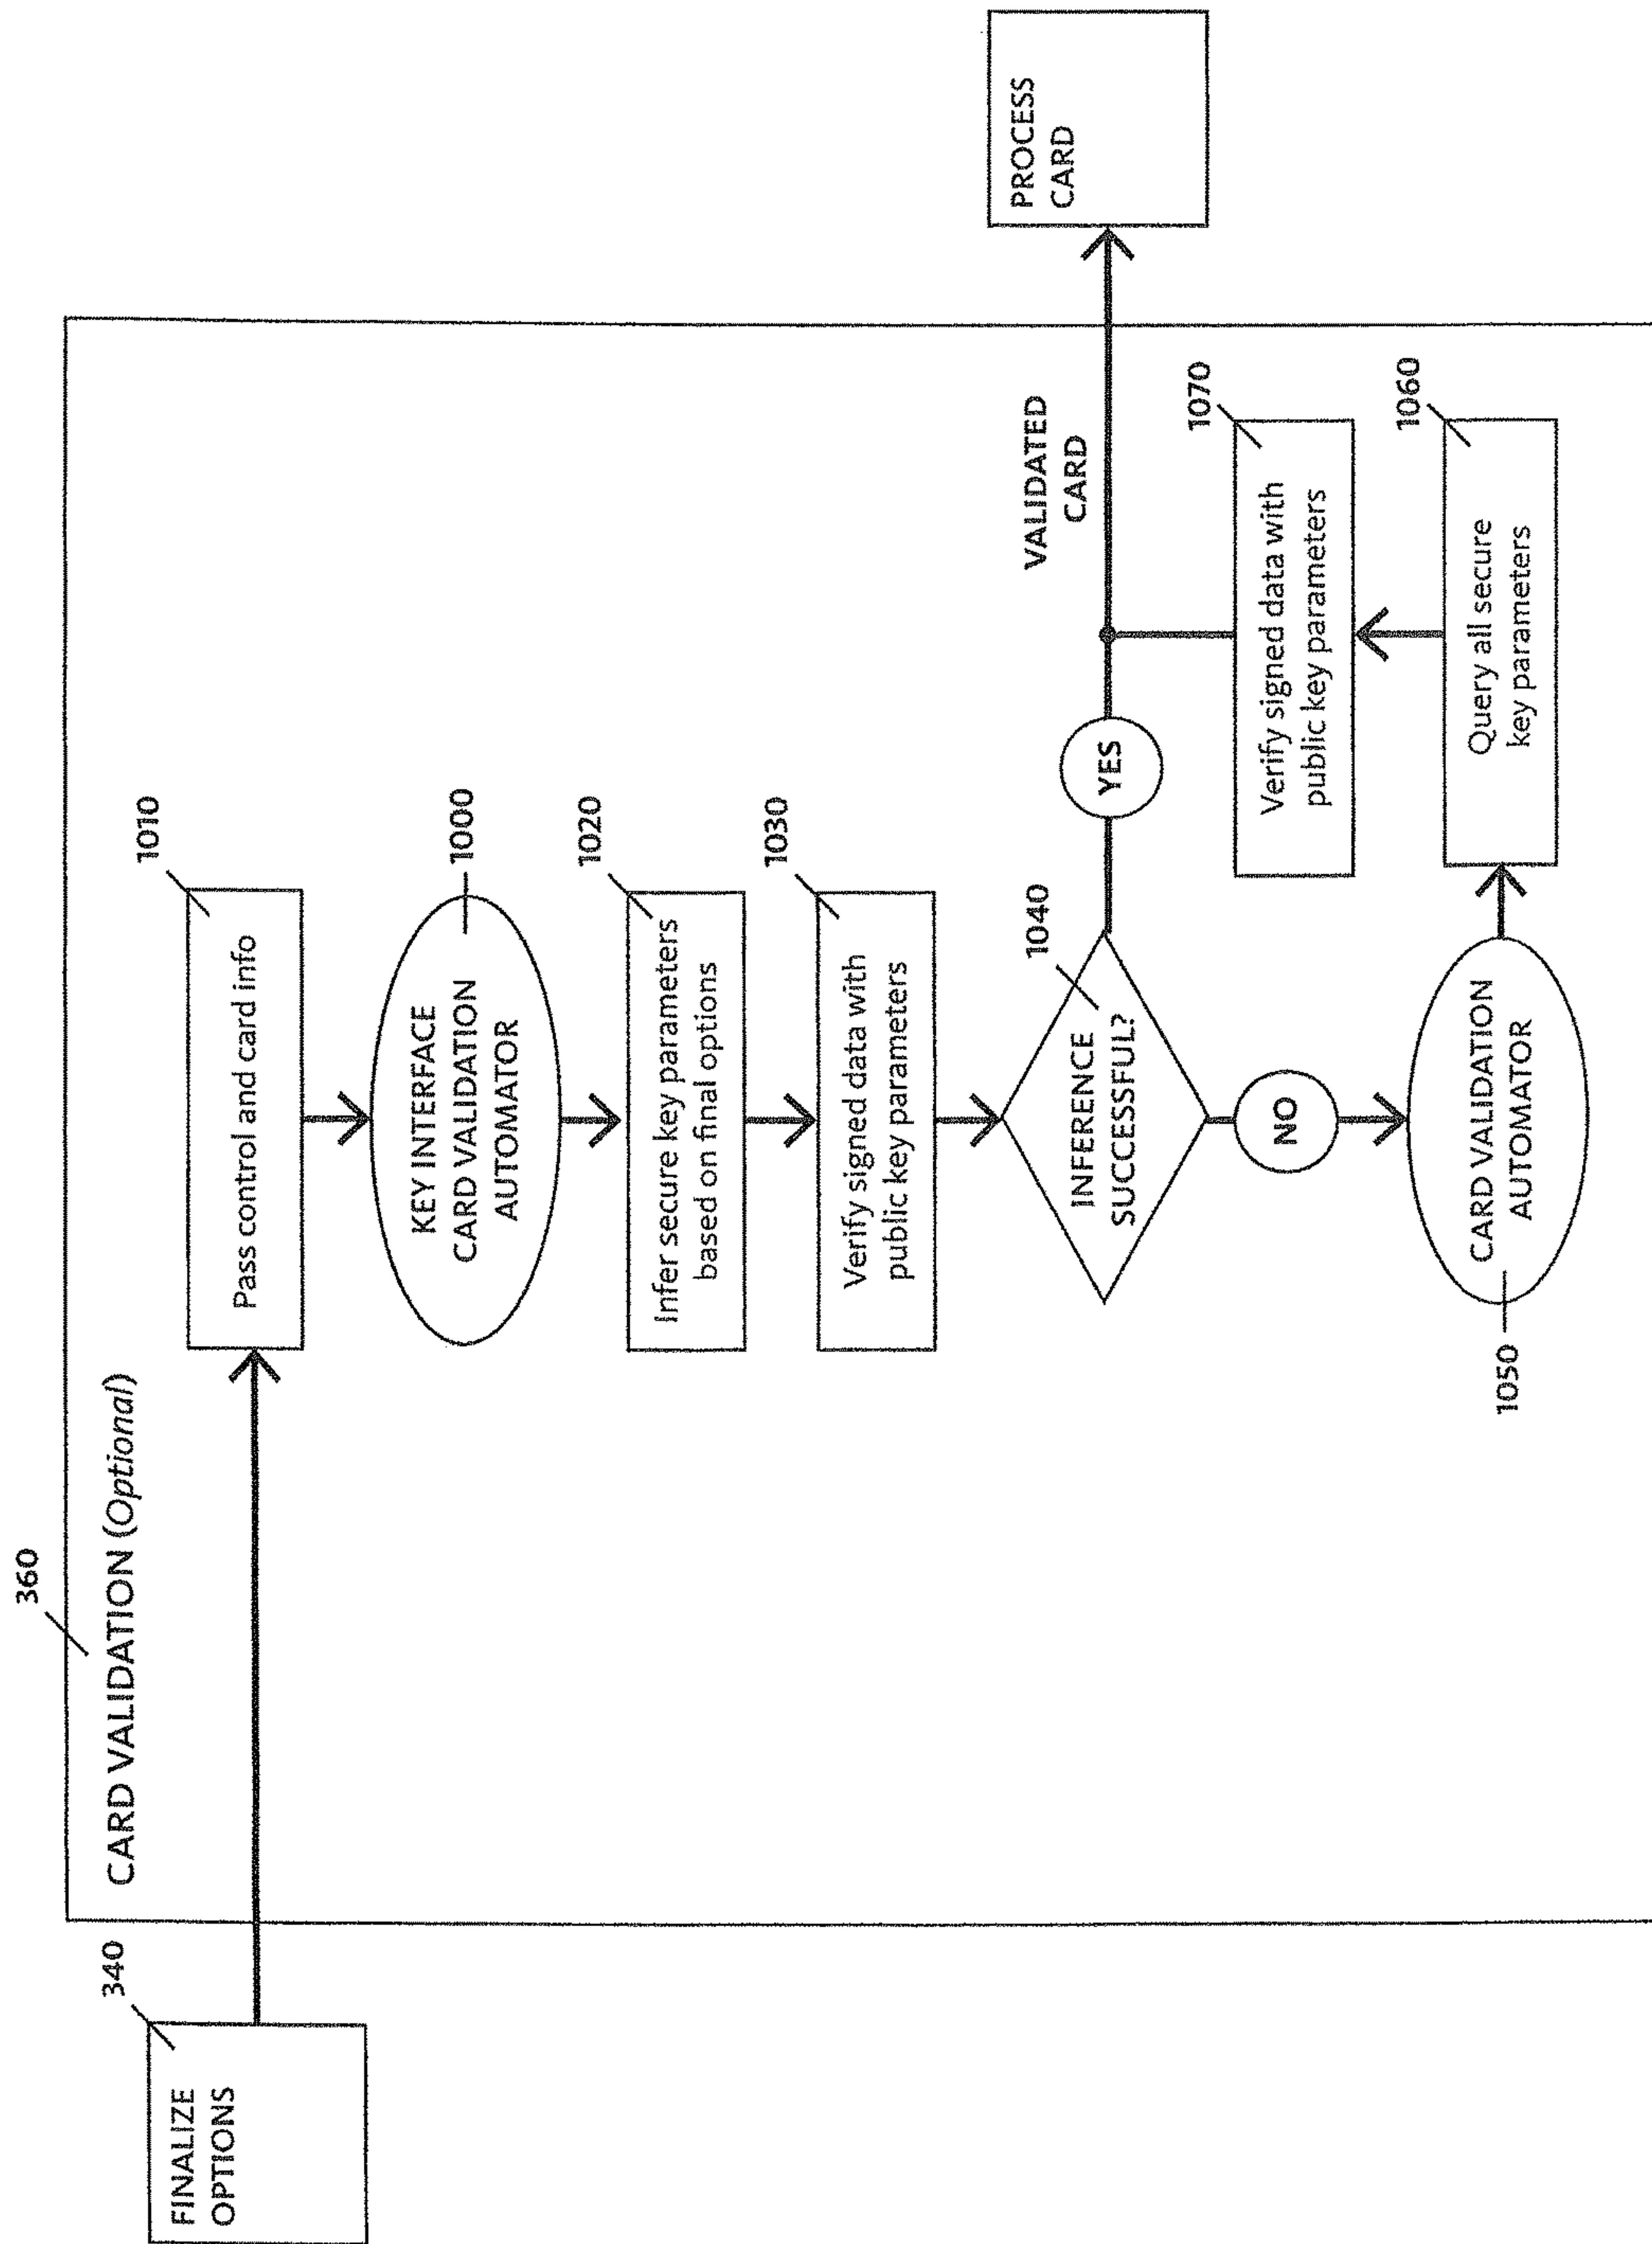 360
CARD VALIDATION (Optional)
340
FINALIZE
OPTIONS
1010
Pass control and card info
1000
KEY INTERFACE
CARD VALIDATION
AUTOMATOR
1020
Infer secure key parameters
based on final options
1030
Verify signed data with
public key parameters
1040
INFERENCE
SUCCESSFUL?
YES
VALIDATED
CARD
PROCESS
CARD
NO
1050
CARD VALIDATION
AUTOMATOR
1060
Query all secure
key parameters
1070
Verify signed data with
public key parameters